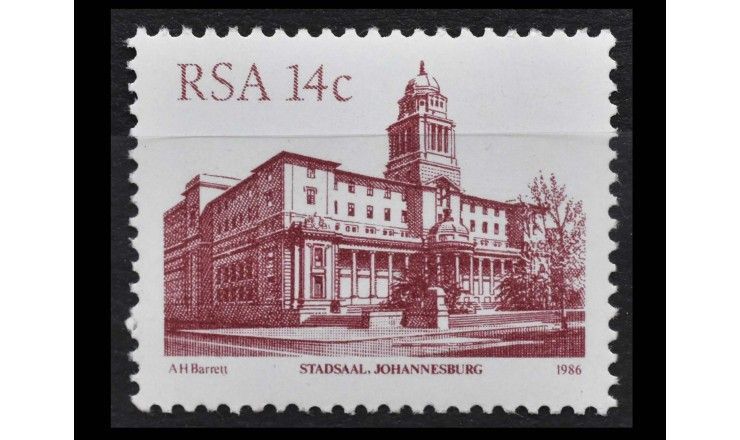 RSA 14c
A H Barrett STADSAAL, JOHANNESBURG 1986